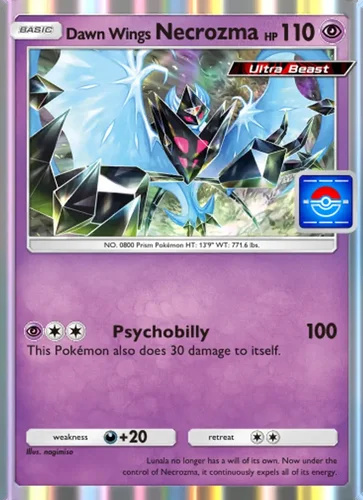 BASIC
Dawn Wings Necrozma HP 110
Ultra Beast
NO. 0800 Prism Pokémon HT: 13'9" WT: 771.6 lbs.
Psychobilly 100
This Pokémon also does 30 damage to itself.
weakness +20 retreat
Illus. nagimiso
Lunala no longer has a will of its own. Now under the
control of Necrozma, it continually expels all of its energy.